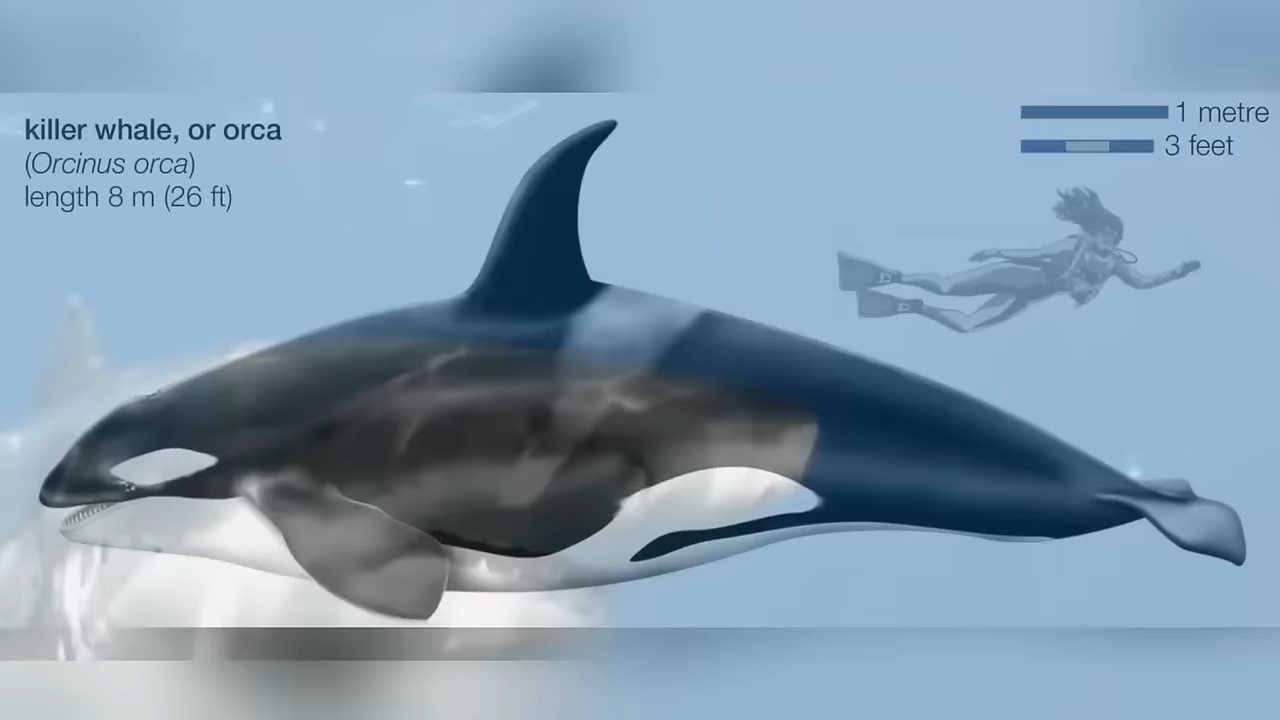 killer whale, or orca
(Orcinus orca)
length 8 m (26 ft)
1 metre
3 feet